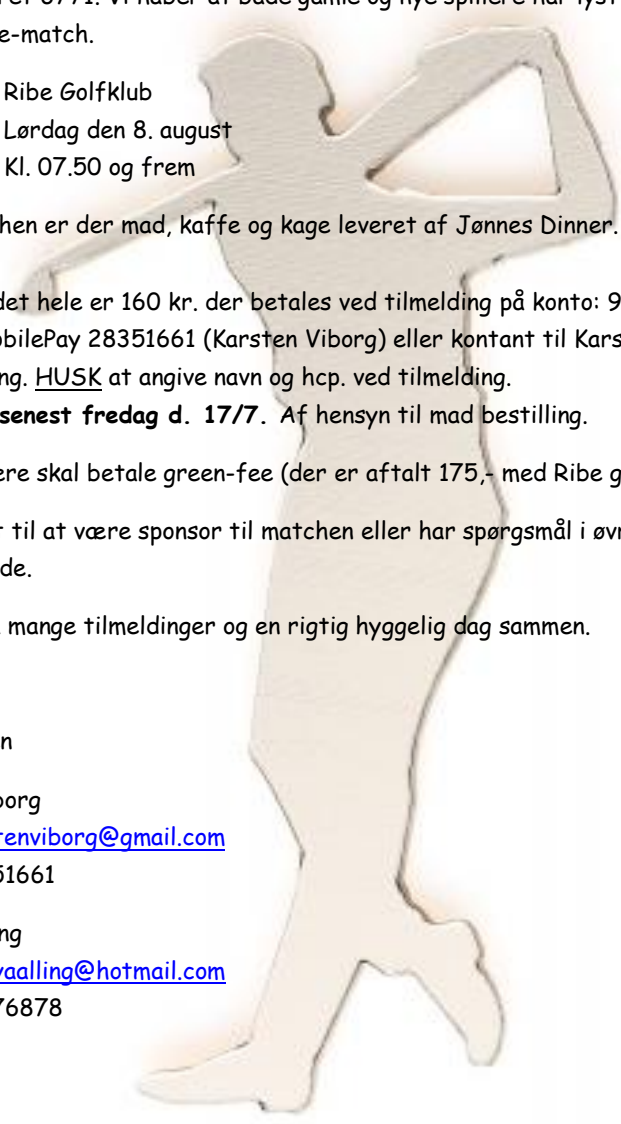 6771. Vi håber at både gamle og nye spillere har lyst
e-match.
Ribe Golfklub
Lørdag den 8. august
Kl. 07.50 og frem
hen er der mad, kaffe og kage leveret af Jønnes Dinner.
det hele er 160 kr. der betales ved tilmelding på konto: 9
obilePay 28351661 (Karsten Viborg) eller kontant til Kars
ng. HUSK at angive navn og hcp. ved tilmelding.
senest fredag d. 17/7. Af hensyn til mad bestilling.
ere skal betale green-fee (der er aftalt 175,- med Ribe g
t til at være sponsor til matchen eller har spørgsmål i øvr
de.
mange tilmeldinger og en rigtig hyggelig dag sammen.
n
borg
tenviborg@gmail.com
51661
ng
vaalling@hotmail.com
76878